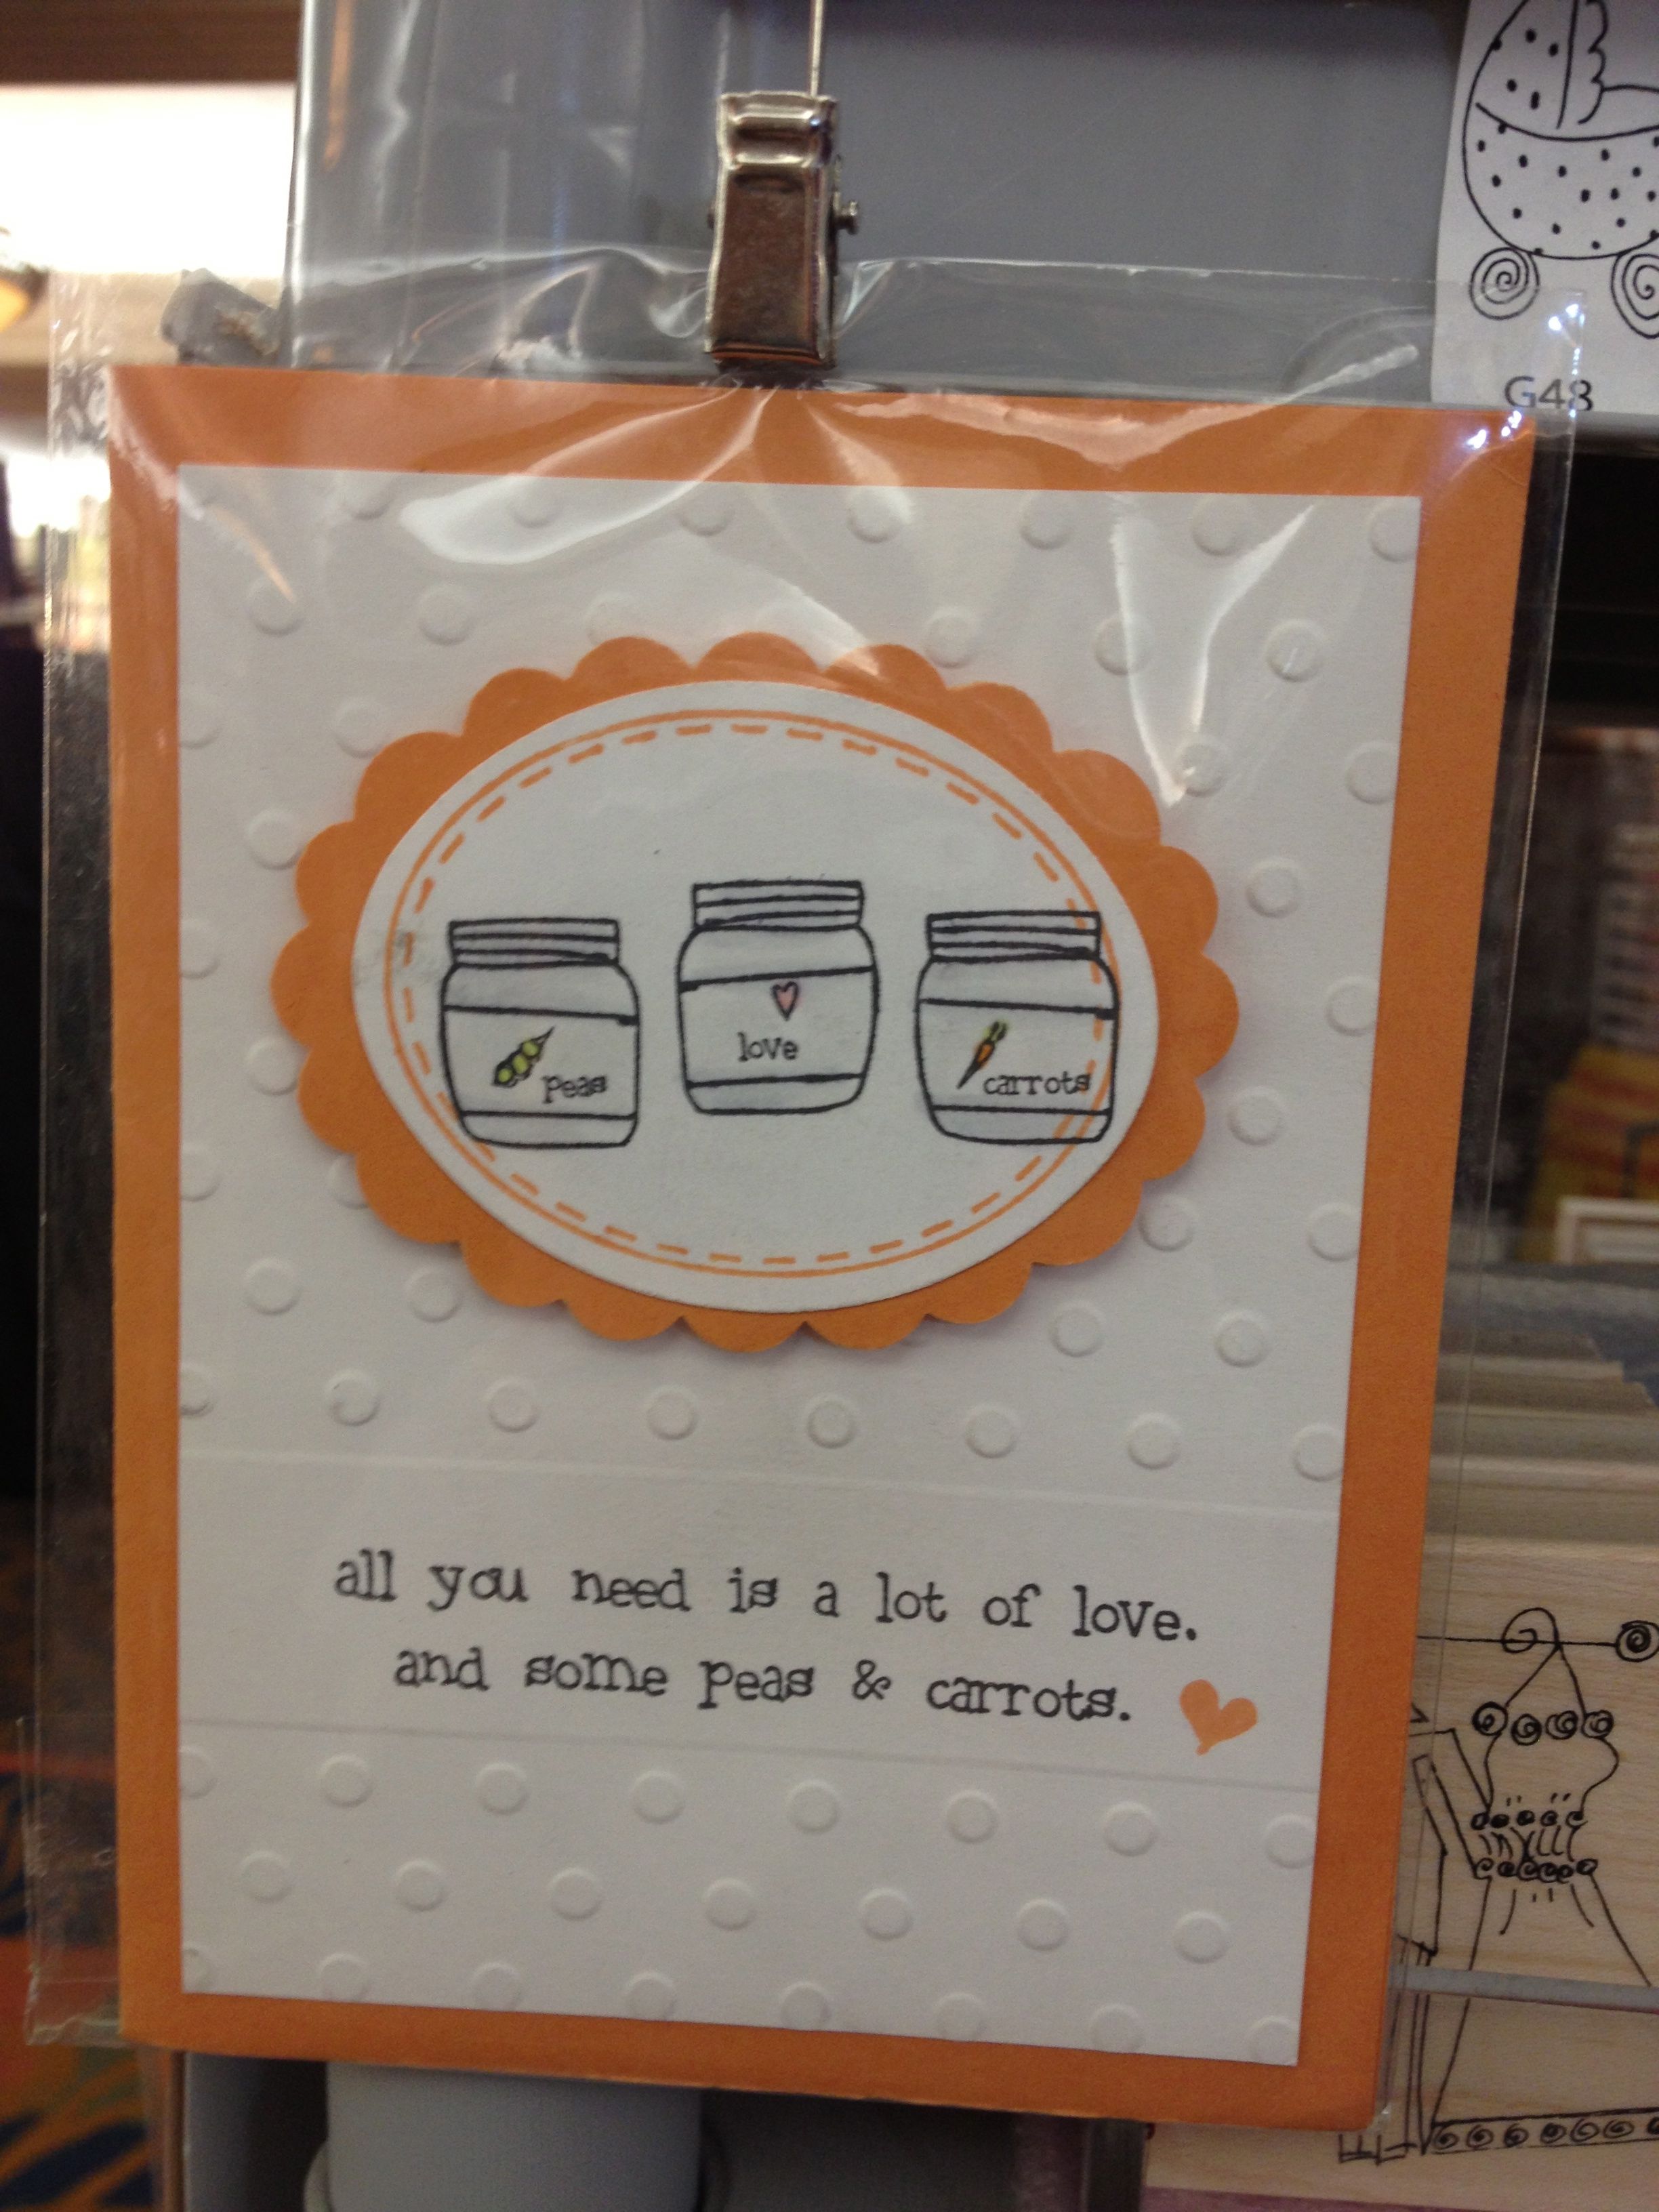 G48
peas
love
carrots
all you need is a lot of love.
and some peas & carrots.